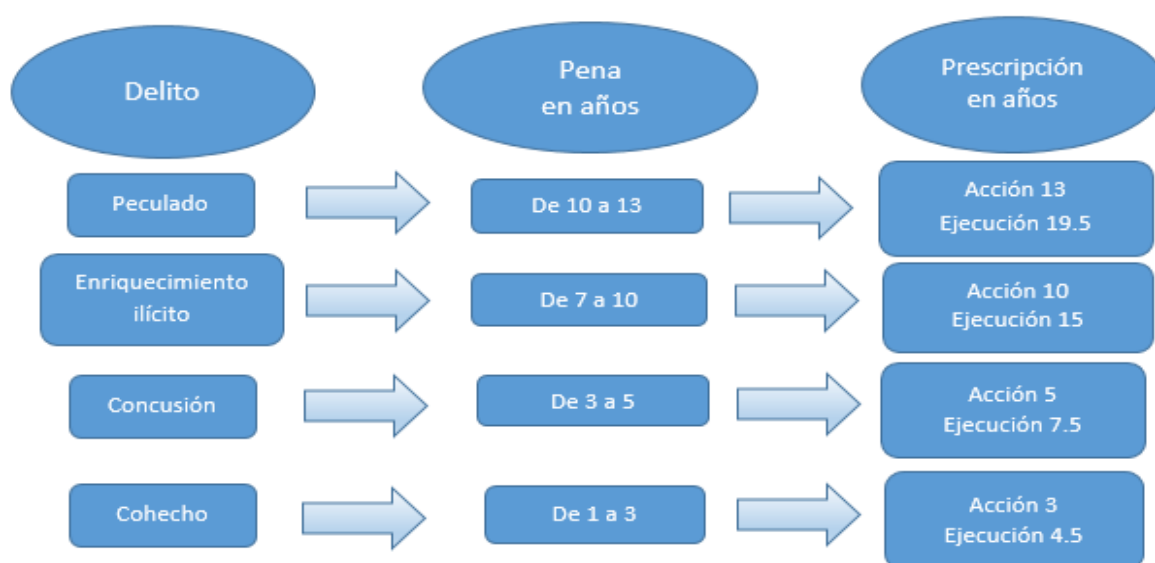 Delito
Pena
en años
Prescripción
en años
Peculado
De 10 a 13
Acción 13
Ejecución 19.5
Enriquecimiento
ilícito
De 7 a 10
Acción 10
Ejecución 15
Concusión
De 3 a 5
Acción 5
Ejecución 7.5
Cohecho
De 1 a 3
Acción 3
Ejecución 4.5